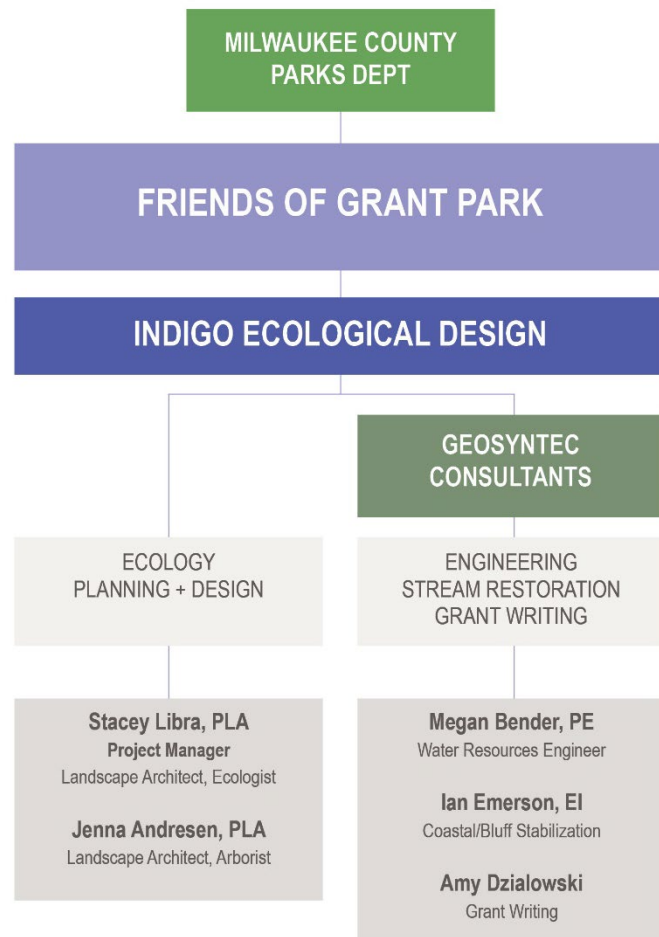 MILWAUKEE COUNTY
PARKS DEPT
FRIENDS OF GRANT PARK
INDIGO ECOLOGICAL DESIGN
GEOSYNTEC
CONSULTANTS
ECOLOGY
PLANNING + DESIGN
ENGINEERING
STREAM RESTORATION
GRANT WRITING
Stacey Libra, PLA
Project Manager
Landscape Architect, Ecologist
Jenna Andresen, PLA
Landscape Architect, Arborist
Megan Bender, PE
Water Resources Engineer
Ian Emerson, EI
Coastal/Bluff Stabilization
Amy Dzialowski
Grant Writing